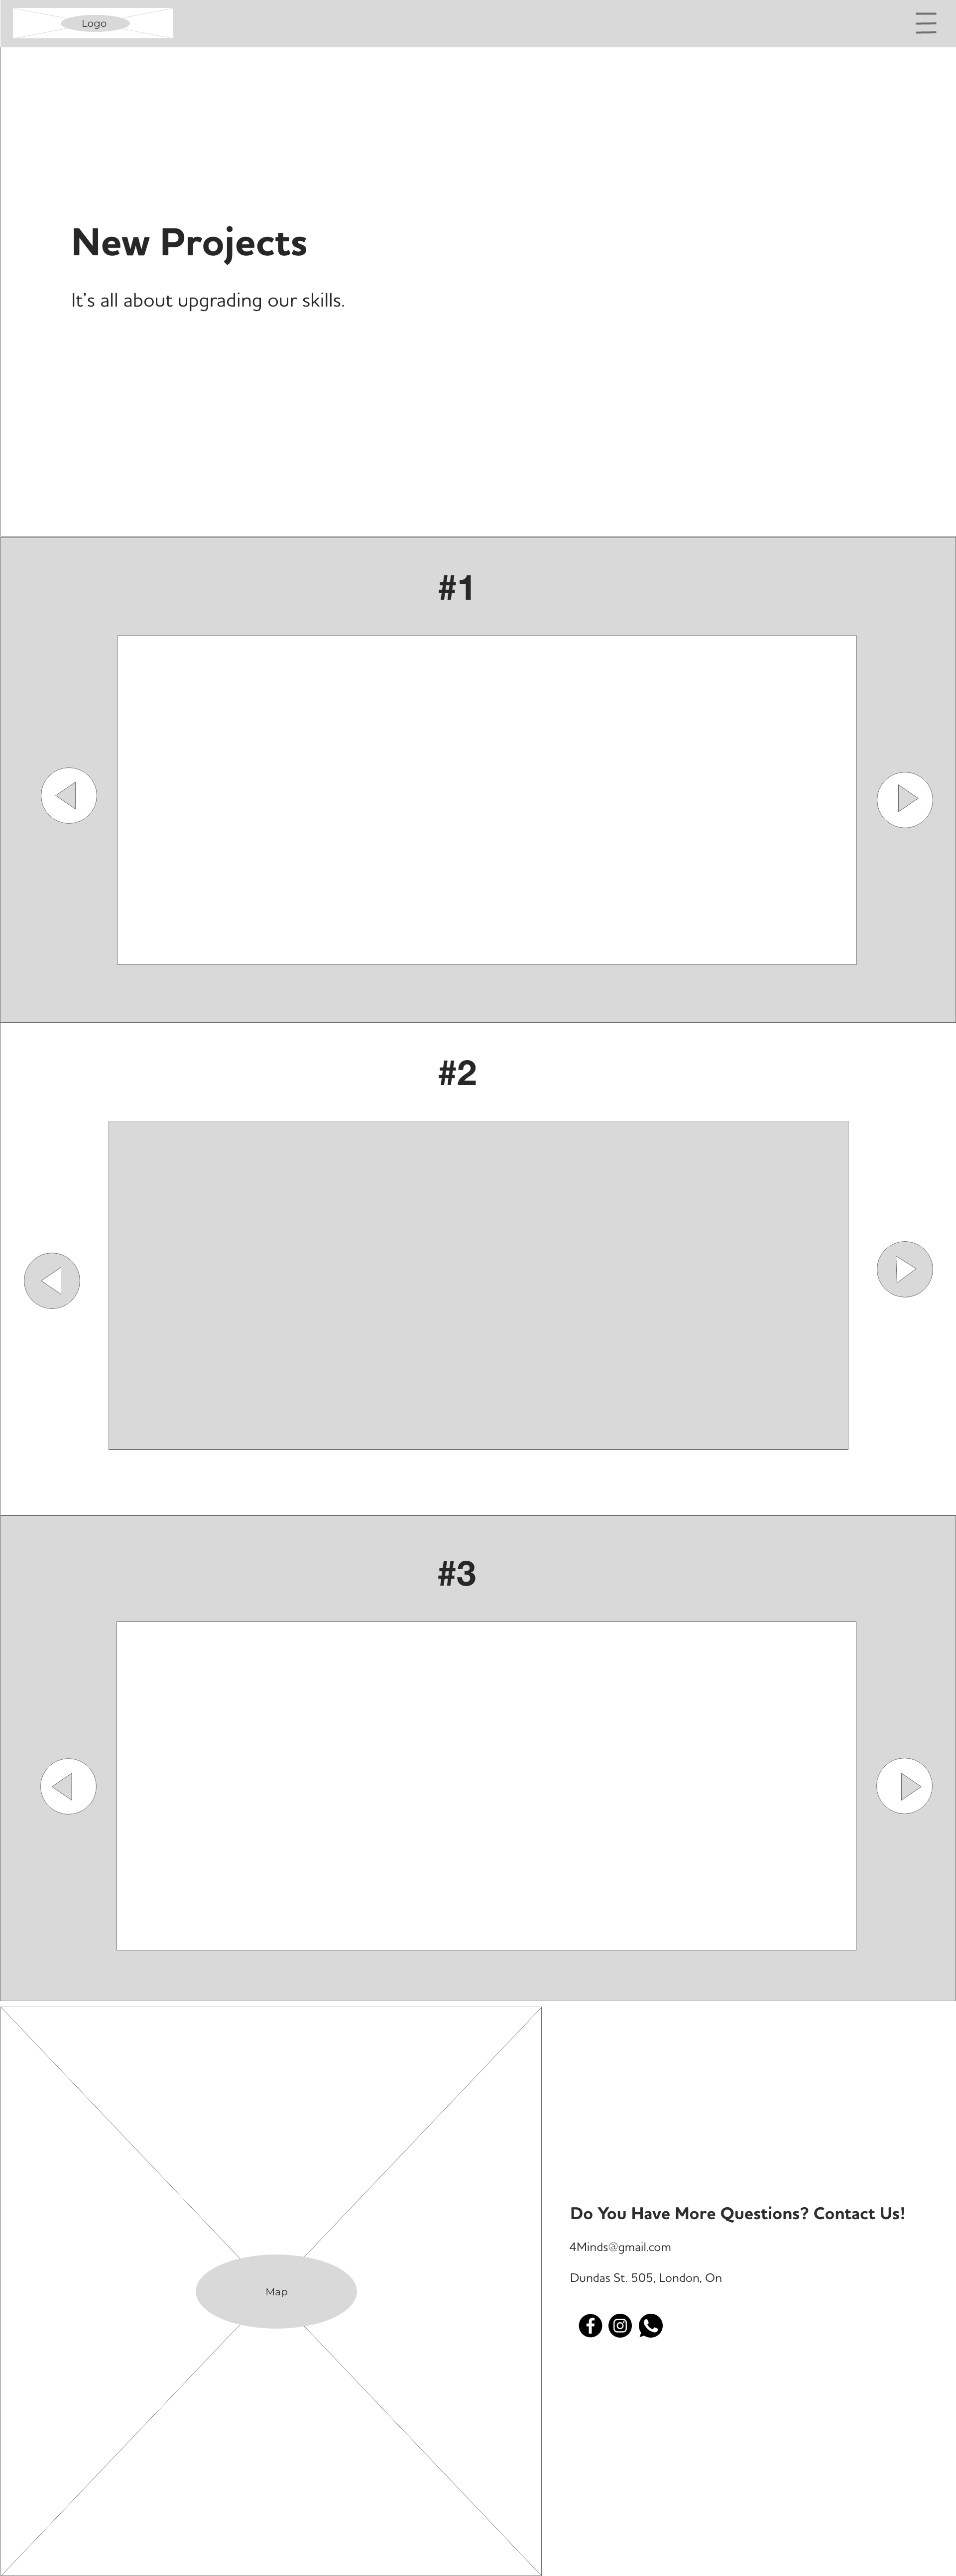 Logo
New Projects
It's all about upgrading our skills.
#1
#2
#3
Map
Do You Have More Questions? Contact Us!
4Minds@gmail.com
Dundas St. 505, London, On